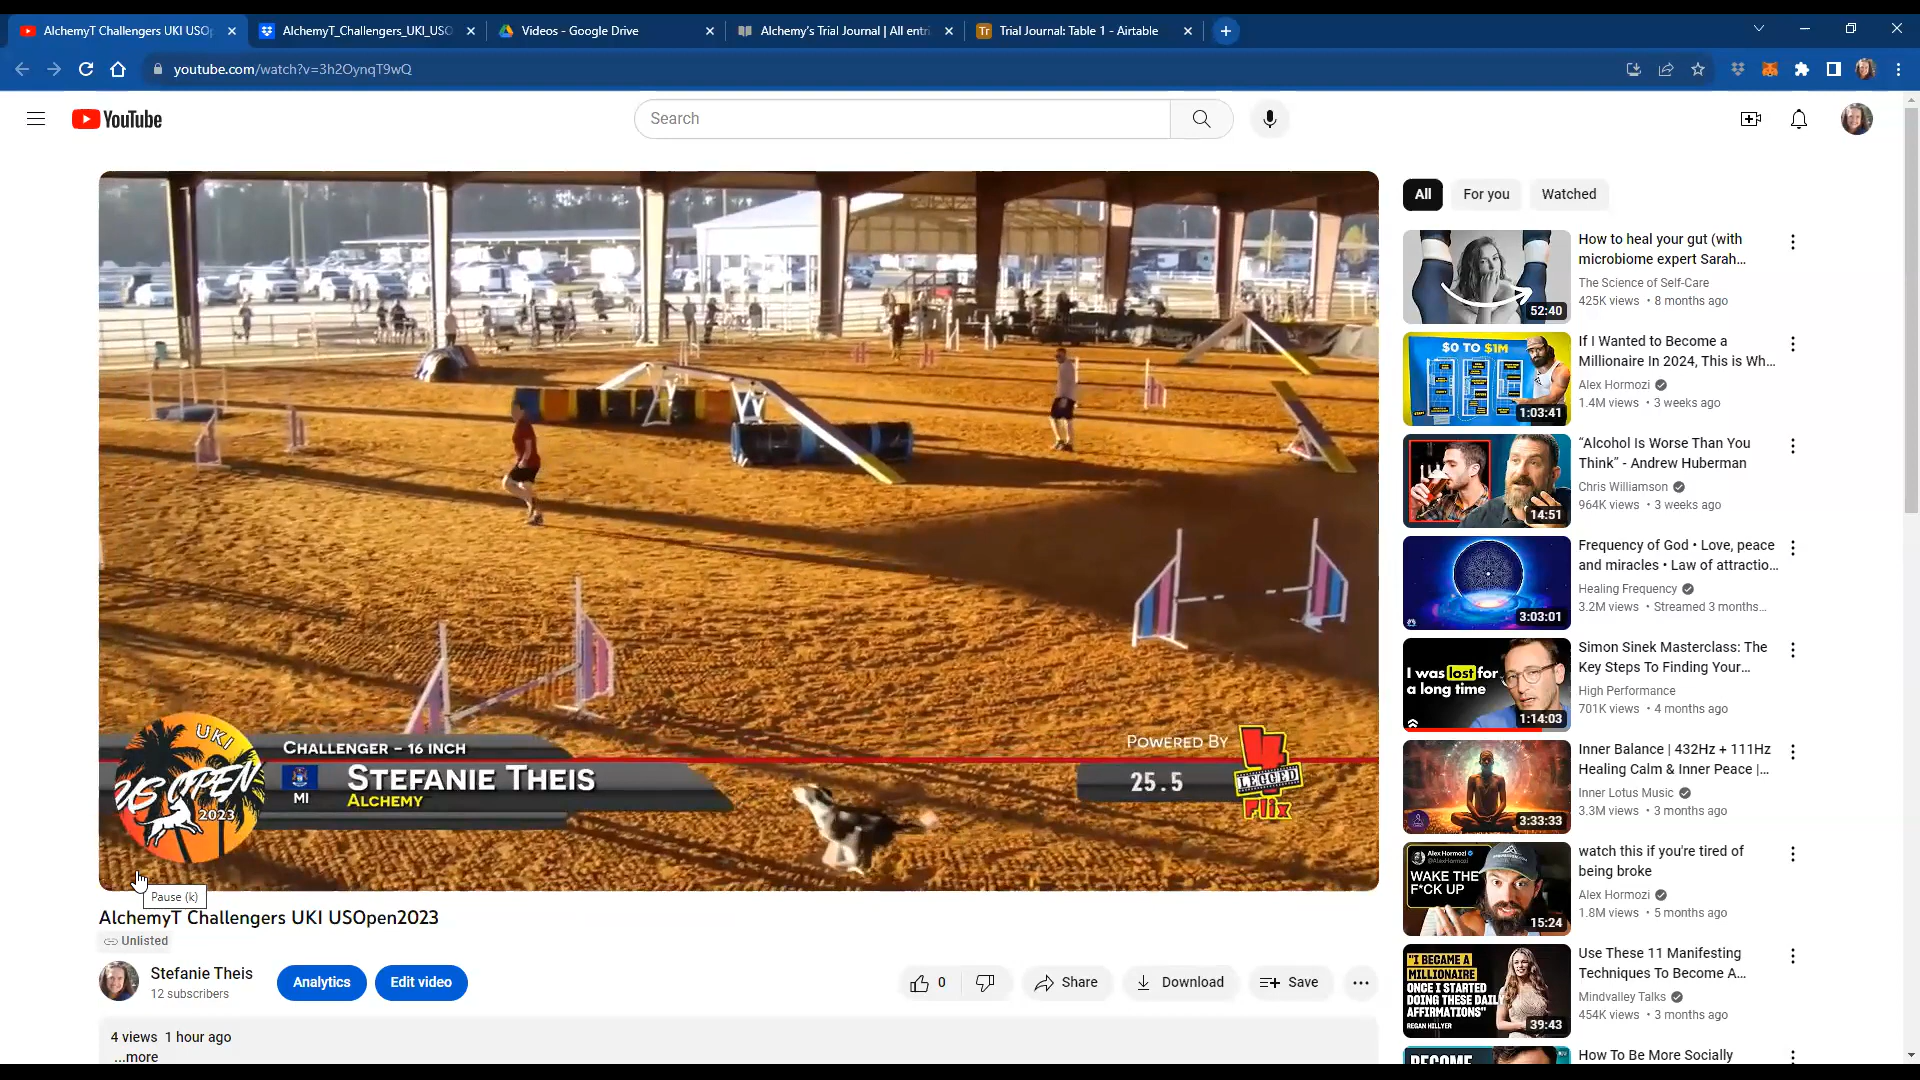 AlchemyT Challengers UKI USOp
AlchemyT_Challengers_UKI_USO
Videos - Google Drive
Alchemy's Trial Journal | All entri
Trial Journal: Table 1 - Airtable
youtube.com/watch?v=3h2OynqT9wQ
YouTube
Search
All
For you
Watched
UKI
US OPEN
2023
CHALLENGER – 16 INCH
STEFANIE THEIS
MI
ALCHEMY
POWERED BY
25.5
4
LEGGED
Flix
Pause (k)
AlchemyT Challengers UKI USOpen2023
Unlisted
Stefanie Theis
12 subscribers
Analytics
Edit video
0
Share
Download
Save
4 views 1 hour ago
...more
How to heal your gut (with
microbiome expert Sarah...
The Science of Self-Care
425K views • 8 months ago
52:40
$0 TO $1M
If I Wanted to Become a
Millionaire In 2024, This is Wh...
Alex Hormozi
1.4M views • 3 weeks ago
1:03:41
“Alcohol Is Worse Than You
Think” - Andrew Huberman
Chris Williamson
964K views • 3 weeks ago
14:51
Frequency of God • Love, peace
and miracles • Law of attractio...
Healing Frequency
3.2M views • Streamed 3 months...
3:03:01
I was lost for
a long time
Simon Sinek Masterclass: The
Key Steps To Finding Your...
High Performance
701K views • 4 months ago
1:14:03
Inner Balance | 432Hz + 111Hz
Healing Calm & Inner Peace |...
Inner Lotus Music
3.3M views • 3 months ago
3:33:33
Alex Hormozi
@AlexHormozi
WAKE THE
F*CK UP
watch this if you're tired of
being broke
Alex Hormozi
1.8M views • 5 months ago
15:24
"I BECAME A
MILLIONAIRE
ONCE I STARTED
DOING THESE DAILY
AFFIRMATIONS"
REGAN HILLYER
Use These 11 Manifesting
Techniques To Become A...
Mindvalley Talks
454K views • 3 months ago
39:43
BECOME
How To Be More Socially